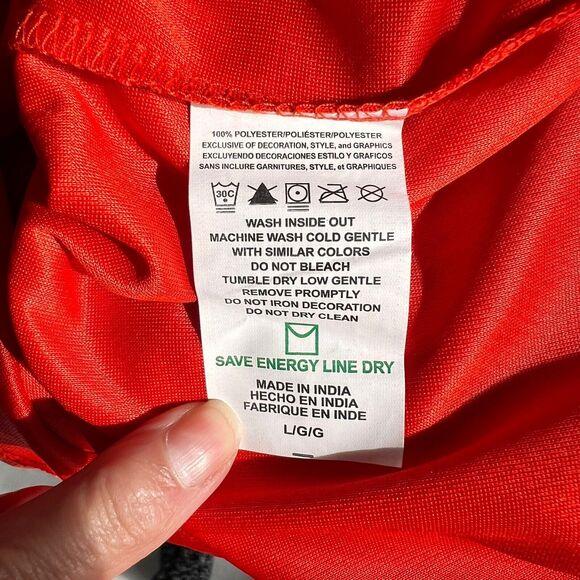 100% POLYESTER/POLIÉSTER/POLYESTER
EXCLUSIVE OF DECORATION, STYLE, and GRAPHICS
EXCLUYENDO DECORACIONES ESTILO Y GRAFICOS
SANS INCLURE GARNITURES, STYLE, et GRAPHIQUES
30C
WASH INSIDE OUT
MACHINE WASH COLD GENTLE
WITH SIMILAR COLORS
DO NOT BLEACH
TUMBLE DRY LOW GENTLE
REMOVE PROMPTLY
DO NOT IRON DECORATION
DO NOT DRY CLEAN
SAVE ENERGY LINE DRY
MADE IN INDIA
HECHO EN INDIA
FABRIQUE EN INDE
L/G/G